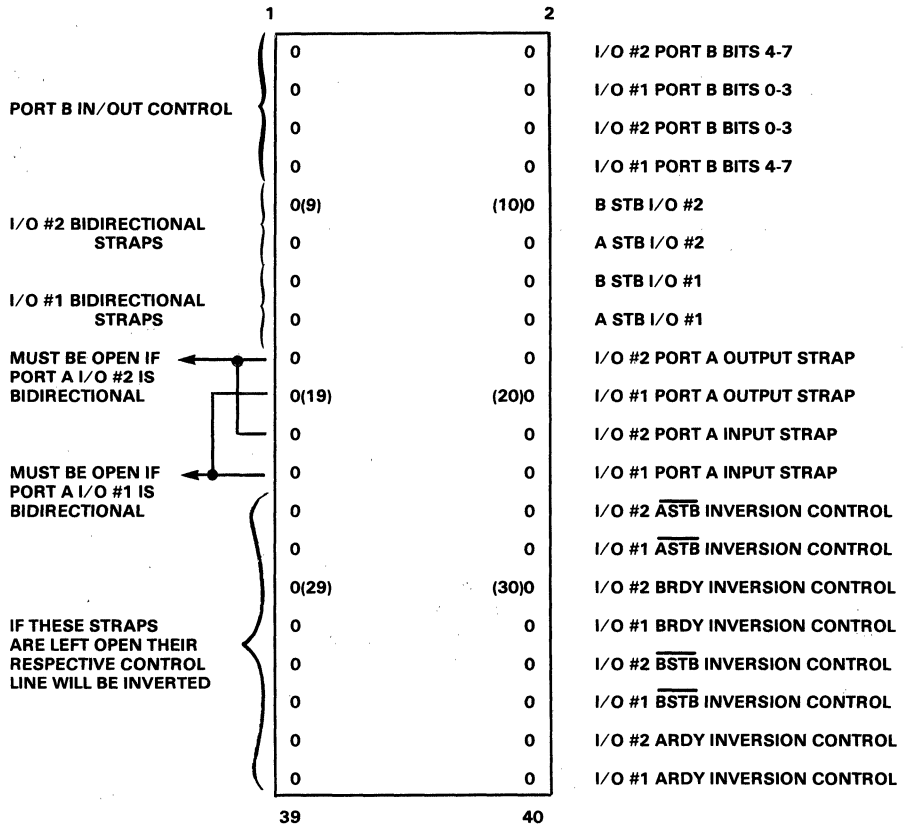 1 2
0 0 I/O #2 PORT B BITS 4-7
0 0 I/O #1 PORT B BITS 0-3
PORT B IN/OUT CONTROL
0 0 I/O #2 PORT B BITS 0-3
0 0 I/O #1 PORT B BITS 4-7
0(9) (10)0 B STB I/O #2
I/O #2 BIDIRECTIONAL
STRAPS
0 0 A STB I/O #2
0 0 B STB I/O #1
I/O #1 BIDIRECTIONAL
STRAPS
0 0 A STB I/O #1
MUST BE OPEN IF
PORT A I/O #2 IS
BIDIRECTIONAL
0 0 I/O #2 PORT A OUTPUT STRAP
0(19) (20)0 I/O #1 PORT A OUTPUT STRAP
0 0 I/O #2 PORT A INPUT STRAP
MUST BE OPEN IF
PORT A I/O #1 IS
BIDIRECTIONAL
0 0 I/O #1 PORT A INPUT STRAP
0 0 I/O #2 A̅S̅T̅B̅ INVERSION CONTROL
0 0 I/O #1 A̅S̅T̅B̅ INVERSION CONTROL
0(29) (30)0 I/O #2 BRDY INVERSION CONTROL
IF THESE STRAPS
ARE LEFT OPEN THEIR
RESPECTIVE CONTROL
LINE WILL BE INVERTED
0 0 I/O #1 BRDY INVERSION CONTROL
0 0 I/O #2 B̅S̅T̅B̅ INVERSION CONTROL
0 0 I/O #1 B̅S̅T̅B̅ INVERSION CONTROL
0 0 I/O #2 ARDY INVERSION CONTROL
0 0 I/O #1 ARDY INVERSION CONTROL
39 40